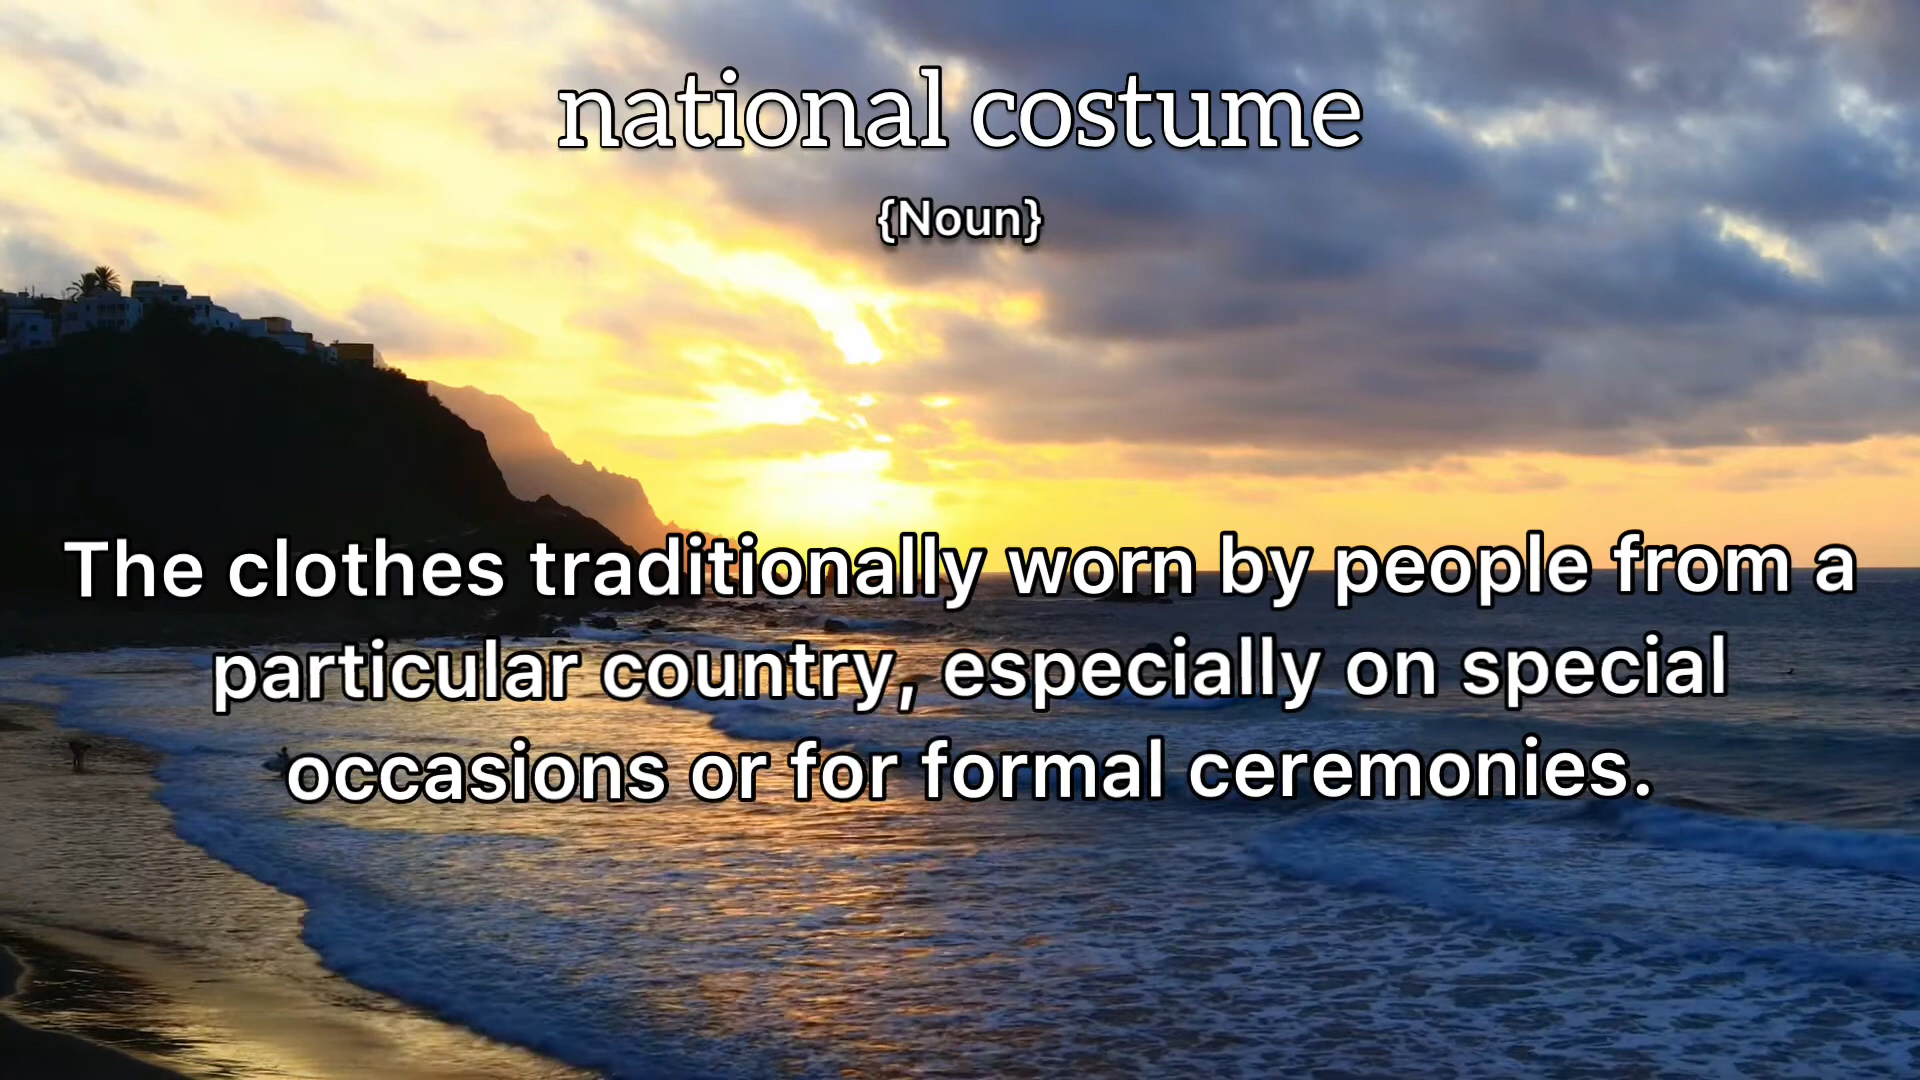 national costume
{Noun}
The clothes traditionally worn by people from a
particular country, especially on special
occasions or for formal ceremonies.